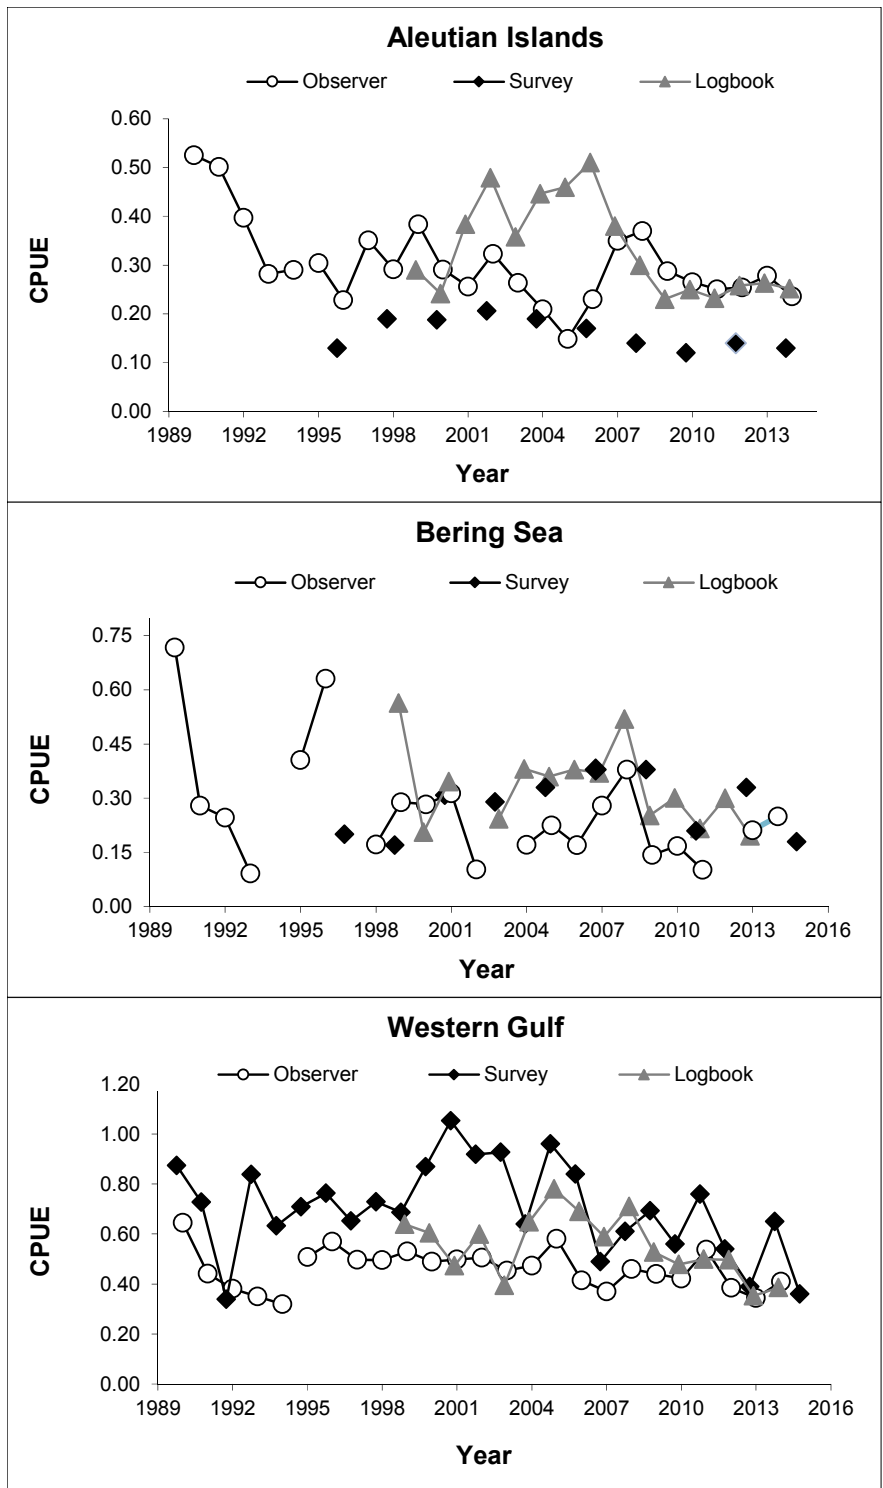 Aleutian Islands
Observer Survey Logbook
0.60
0.50
0.40
0.30
0.20
0.10
0.00
CPUE
1989 1992 1995 1998 2001 2004 2007 2010 2013
Year
Bering Sea
Observer Survey Logbook
0.75
0.60
0.45
0.30
0.15
0.00
CPUE
1989 1992 1995 1998 2001 2004 2007 2010 2013 2016
Year
Western Gulf
Observer Survey Logbook
1.20
1.00
0.80
0.60
0.40
0.20
0.00
CPUE
1989 1992 1995 1998 2001 2004 2007 2010 2013 2016
Year